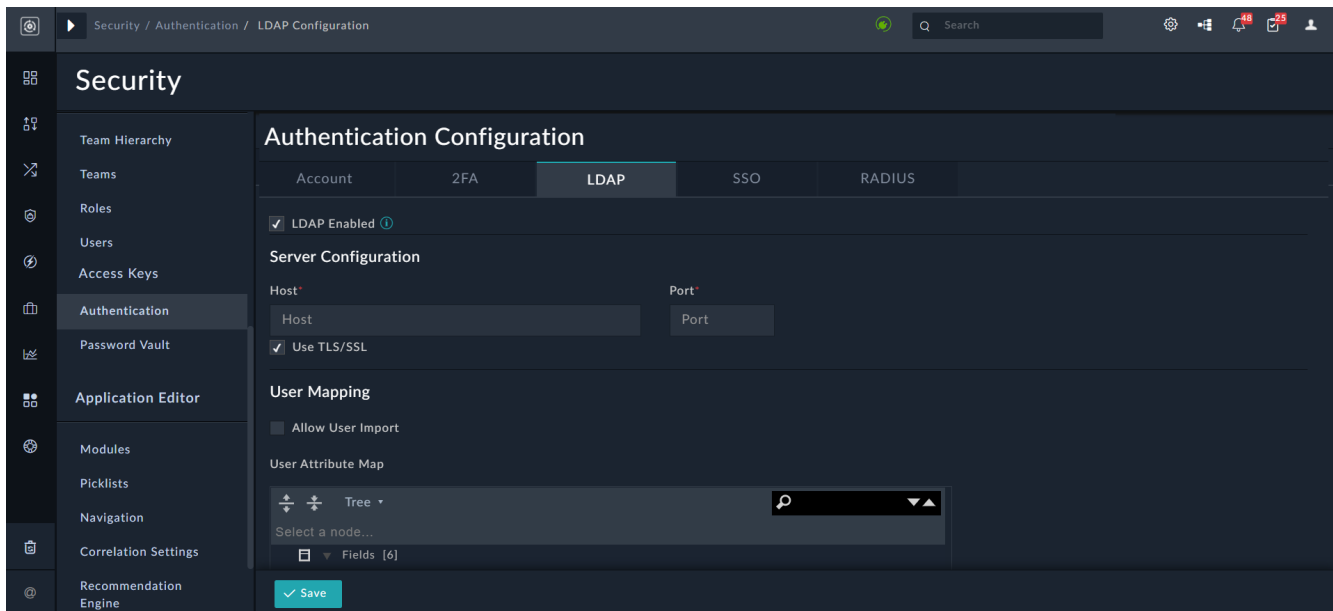 Security / Authentication / LDAP Configuration
Search
48
25
Security
Team Hierarchy
Teams
Roles
Users
Access Keys
Authentication
Password Vault
Application Editor
Modules
Picklists
Navigation
Correlation Settings
Recommendation
Engine
@
Authentication Configuration
Account 2FA LDAP SSO RADIUS
LDAP Enabled
Server Configuration
Host* Port*
Host Port
Use TLS/SSL
User Mapping
Allow User Import
User Attribute Map
Tree
Select a node...
Fields [6]
Save